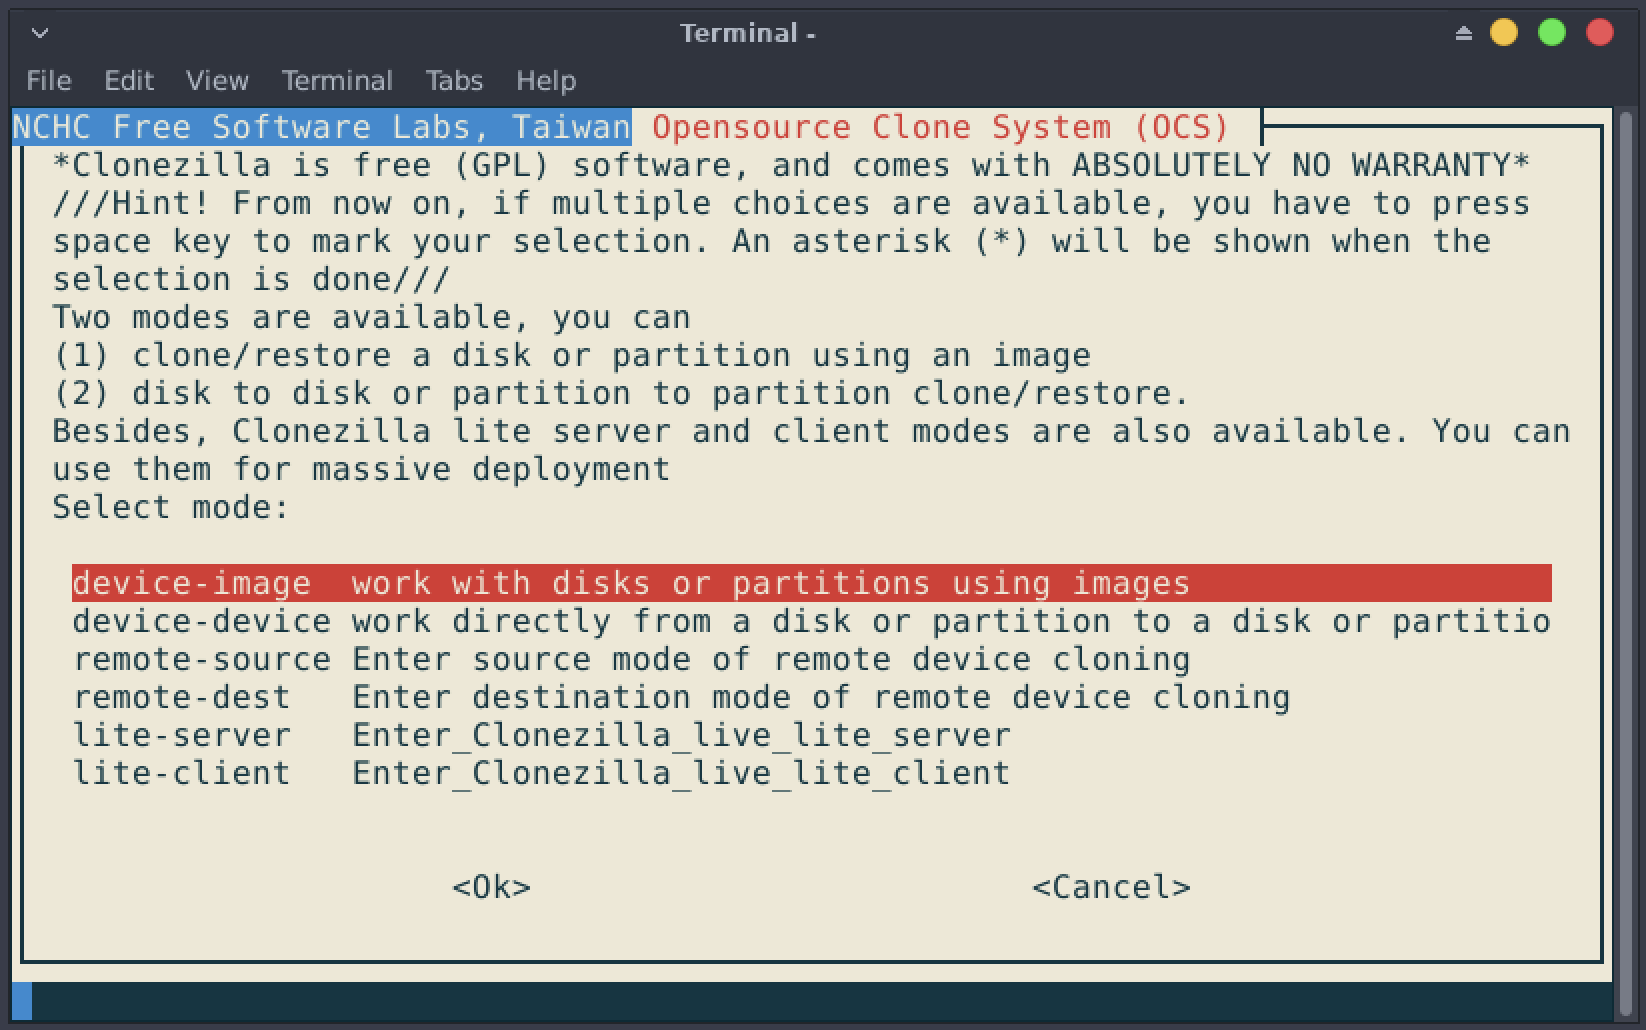 Terminal -
File Edit View Terminal Tabs Help
NCHC Free Software Labs, Taiwan Opensource Clone System (OCS)
*Clonezilla is free (GPL) software, and comes with ABSOLUTELY NO WARRANTY*
///Hint! From now on, if multiple choices are available, you have to press
space key to mark your selection. An asterisk (*) will be shown when the
selection is done///
Two modes are available, you can
(1) clone/restore a disk or partition using an image
(2) disk to disk or partition to partition clone/restore.
Besides, Clonezilla lite server and client modes are also available. You can
use them for massive deployment
Select mode:
device-image work with disks or partitions using images
device-device work directly from a disk or partition to a disk or partitio
remote-source Enter source mode of remote device cloning
remote-dest Enter destination mode of remote device cloning
lite-server Enter_Clonezilla_live_lite_server
lite-client Enter_Clonezilla_live_lite_client
<Ok> <Cancel>